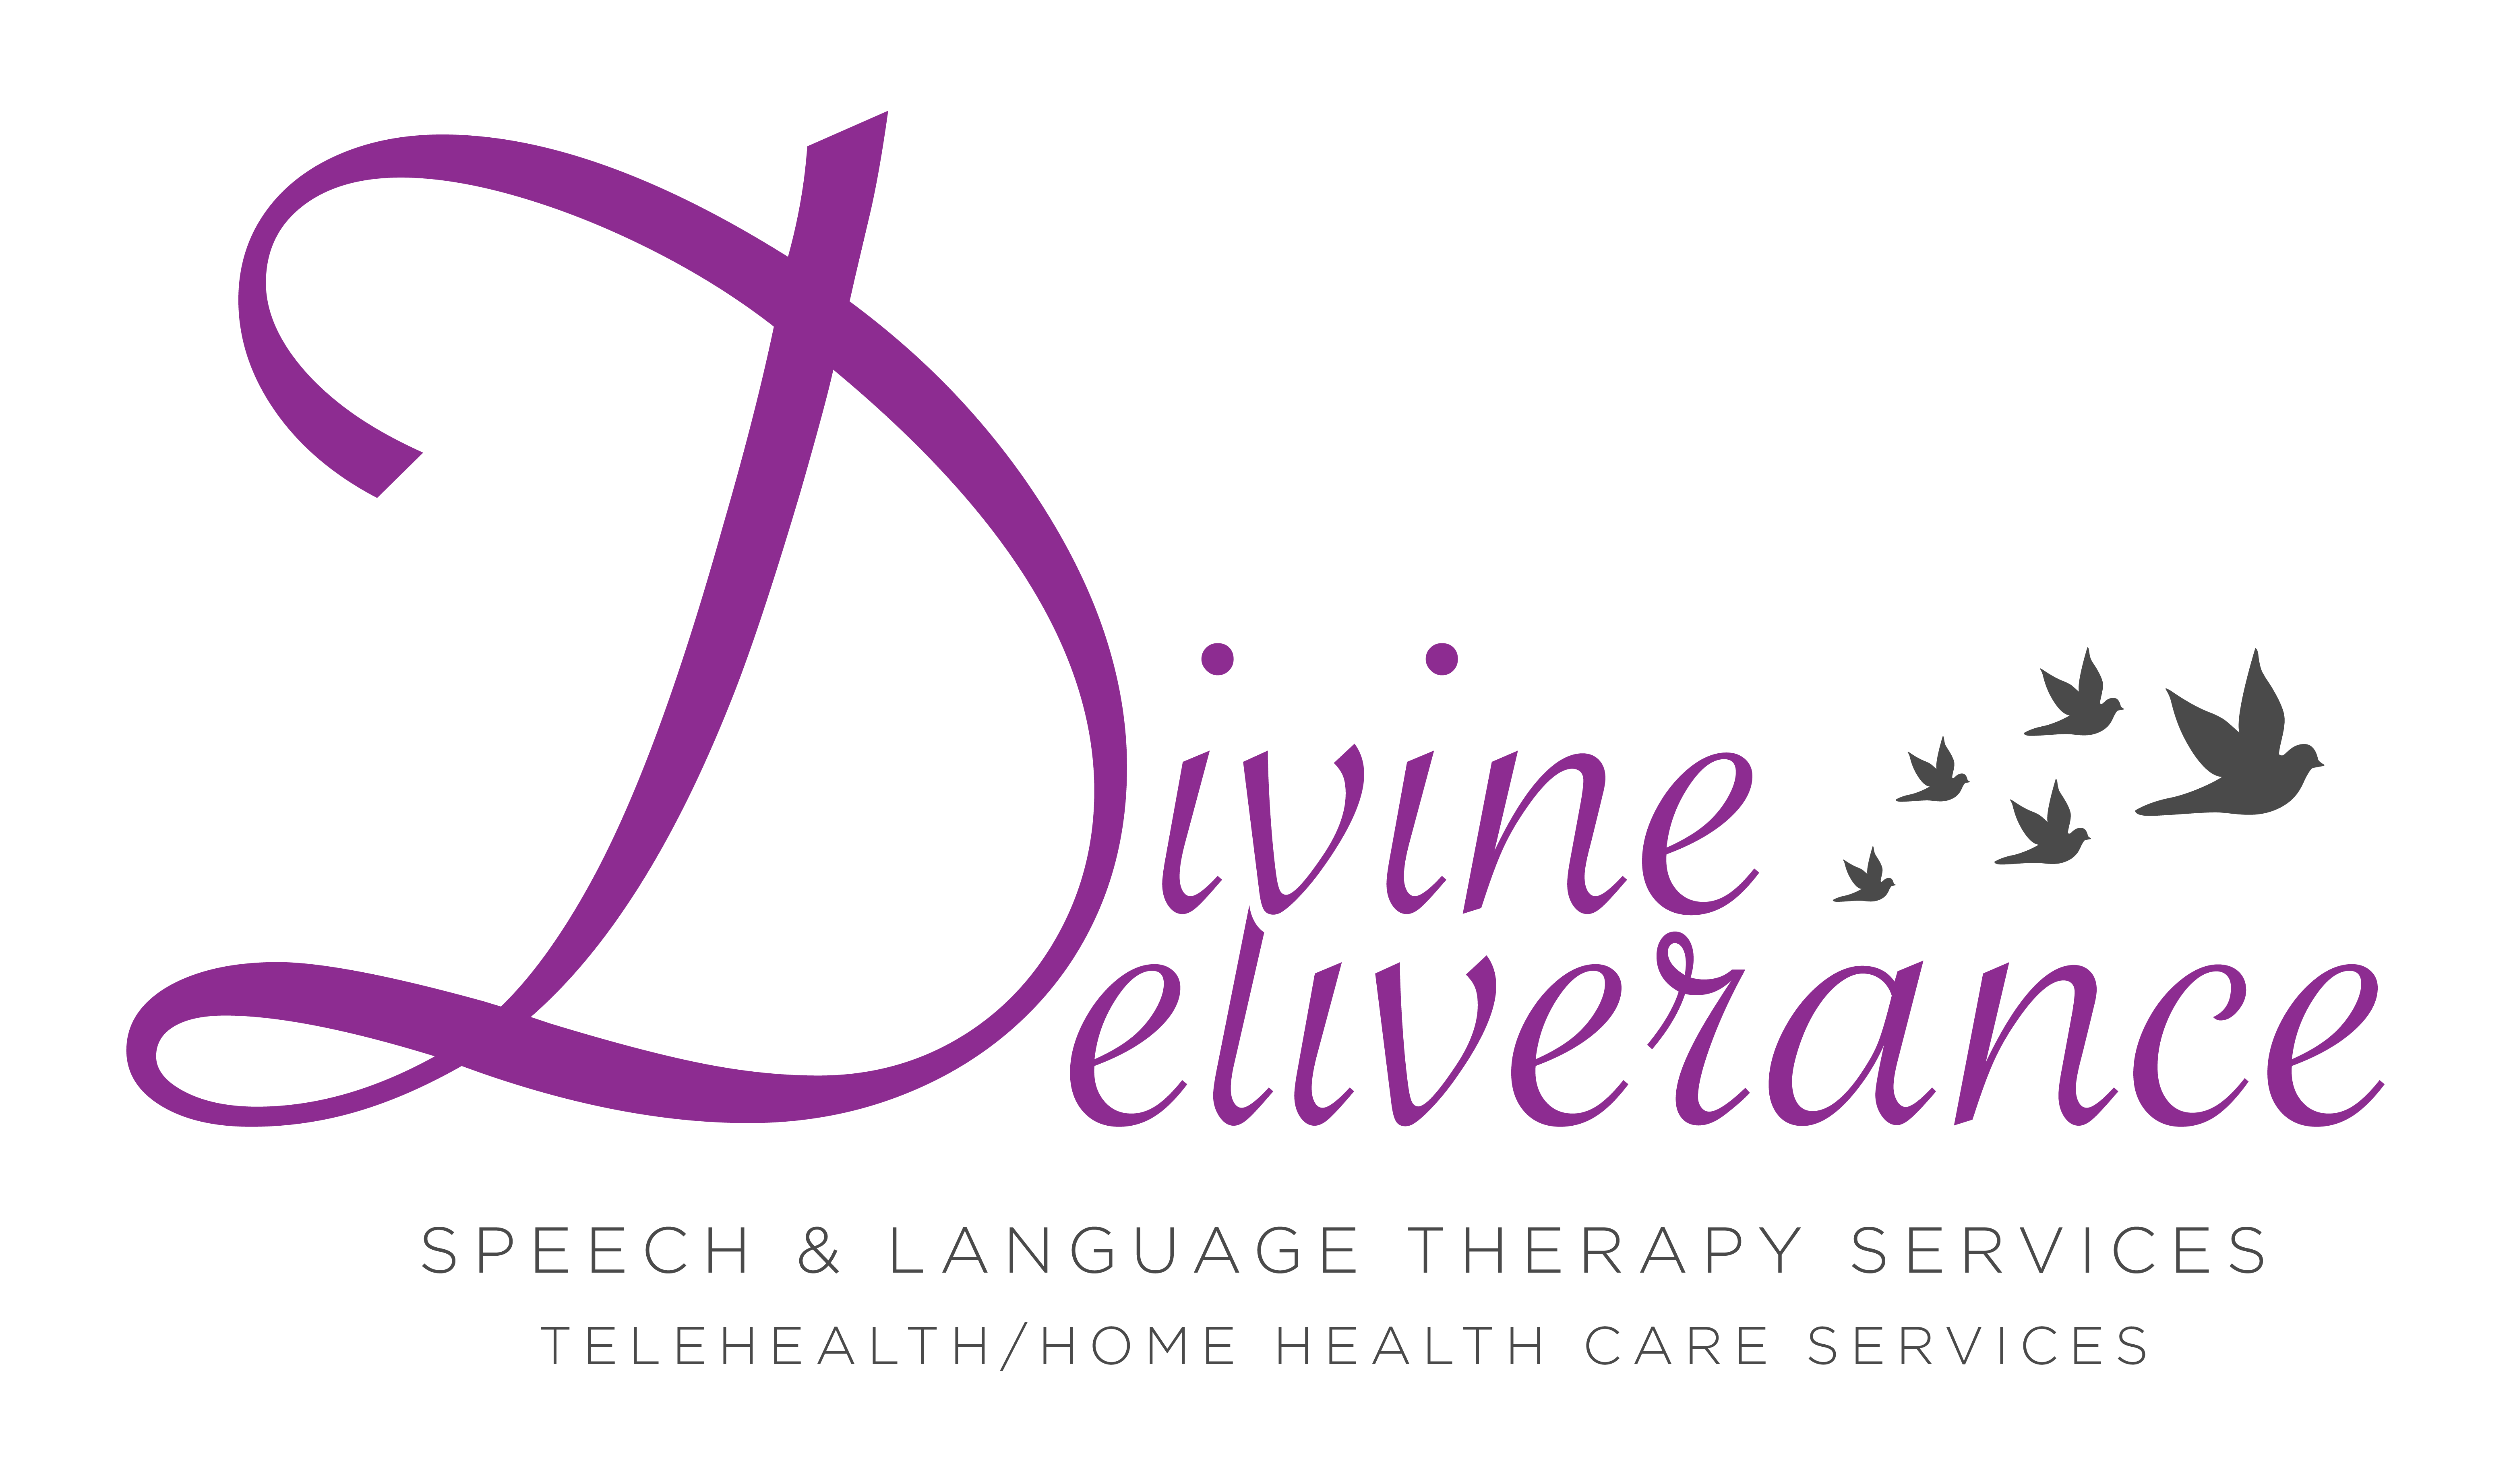 Divine
Deliverance
SPEECH & LANGUAGE THERAPY SERVICES
TELEHEALTH/HOME HEALTH CARE SERVICES